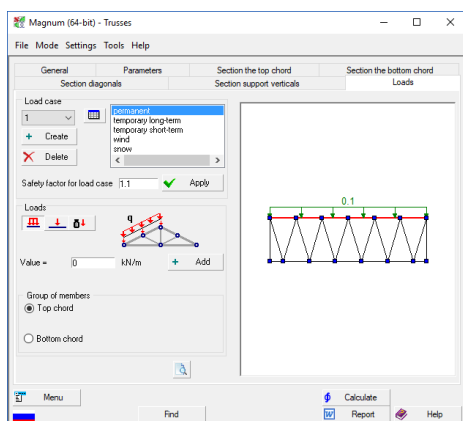 Magnum (64-bit) - Trusses
File Mode Settings Tools Help
General Parameters Section the top chord Section the bottom chord
Section diagonals Section support verticals Loads
Load case
1
Create
Delete
permanent
temporary long-term
temporary short-term
wind
snow
Safety factor for load case 1.1 Apply
Loads
q
Value = 0 kN/m + Add
Group of members
Top chord
Bottom chord
0.1
Menu
Calculate
Find
Report
Help